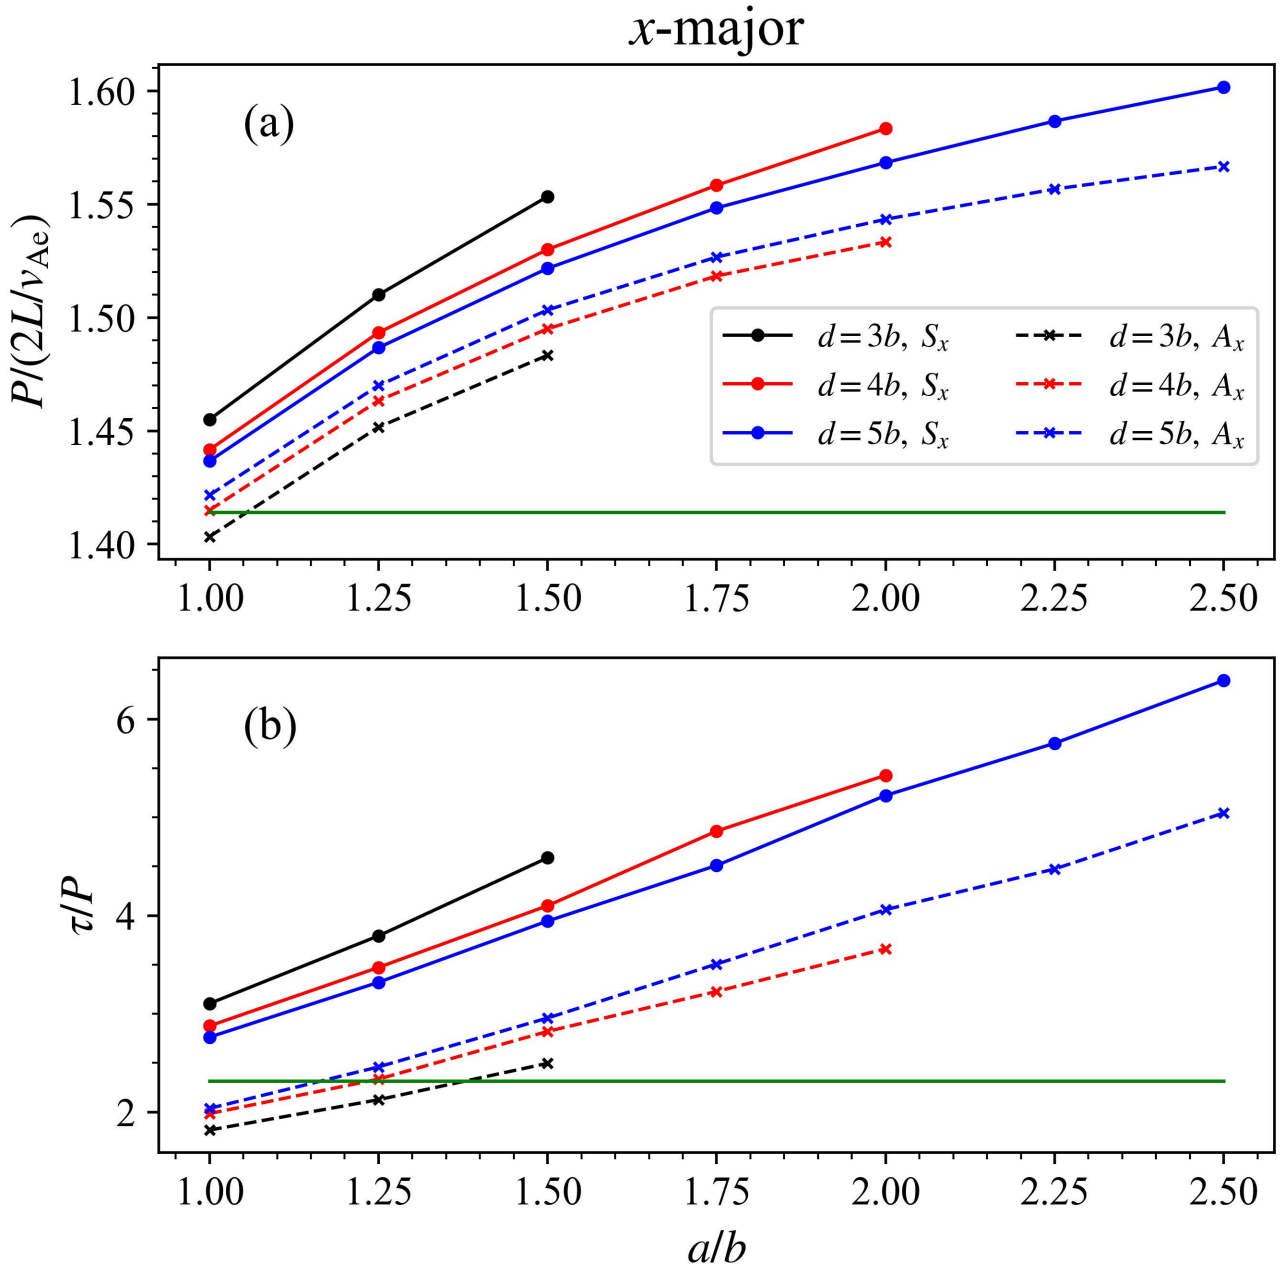 x-major
(a)
P/(2L/vAe)
1.60
1.55
1.50
1.45
1.40
d=3b, Sx
d=4b, Sx
d=5b, Sx
d=3b, Ax
d=4b, Ax
d=5b, Ax
1.00 1.25 1.50 1.75 2.00 2.25 2.50
(b)
τ/P
6
4
2
1.00 1.25 1.50 1.75 2.00 2.25 2.50
a/b